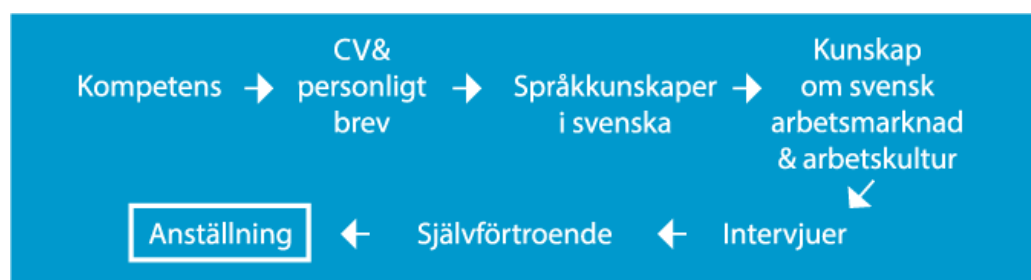 Kompetens
CV&
personligt
brev
Språkkunskaper
i svenska
Kunskap
om svensk
arbetsmarknad
& arbetskultur
Intervjuer
Självförtroende
Anställning